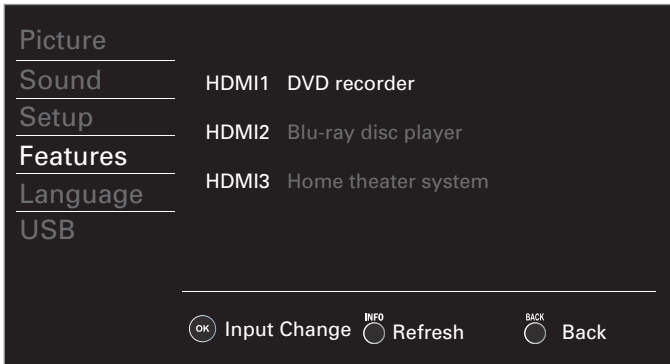 Picture
Sound
Setup
Features
Language
USB
HDMI1 DVD recorder
HDMI2 Blu-ray disc player
HDMI3 Home theater system
OK Input Change INFO Refresh BACK Back